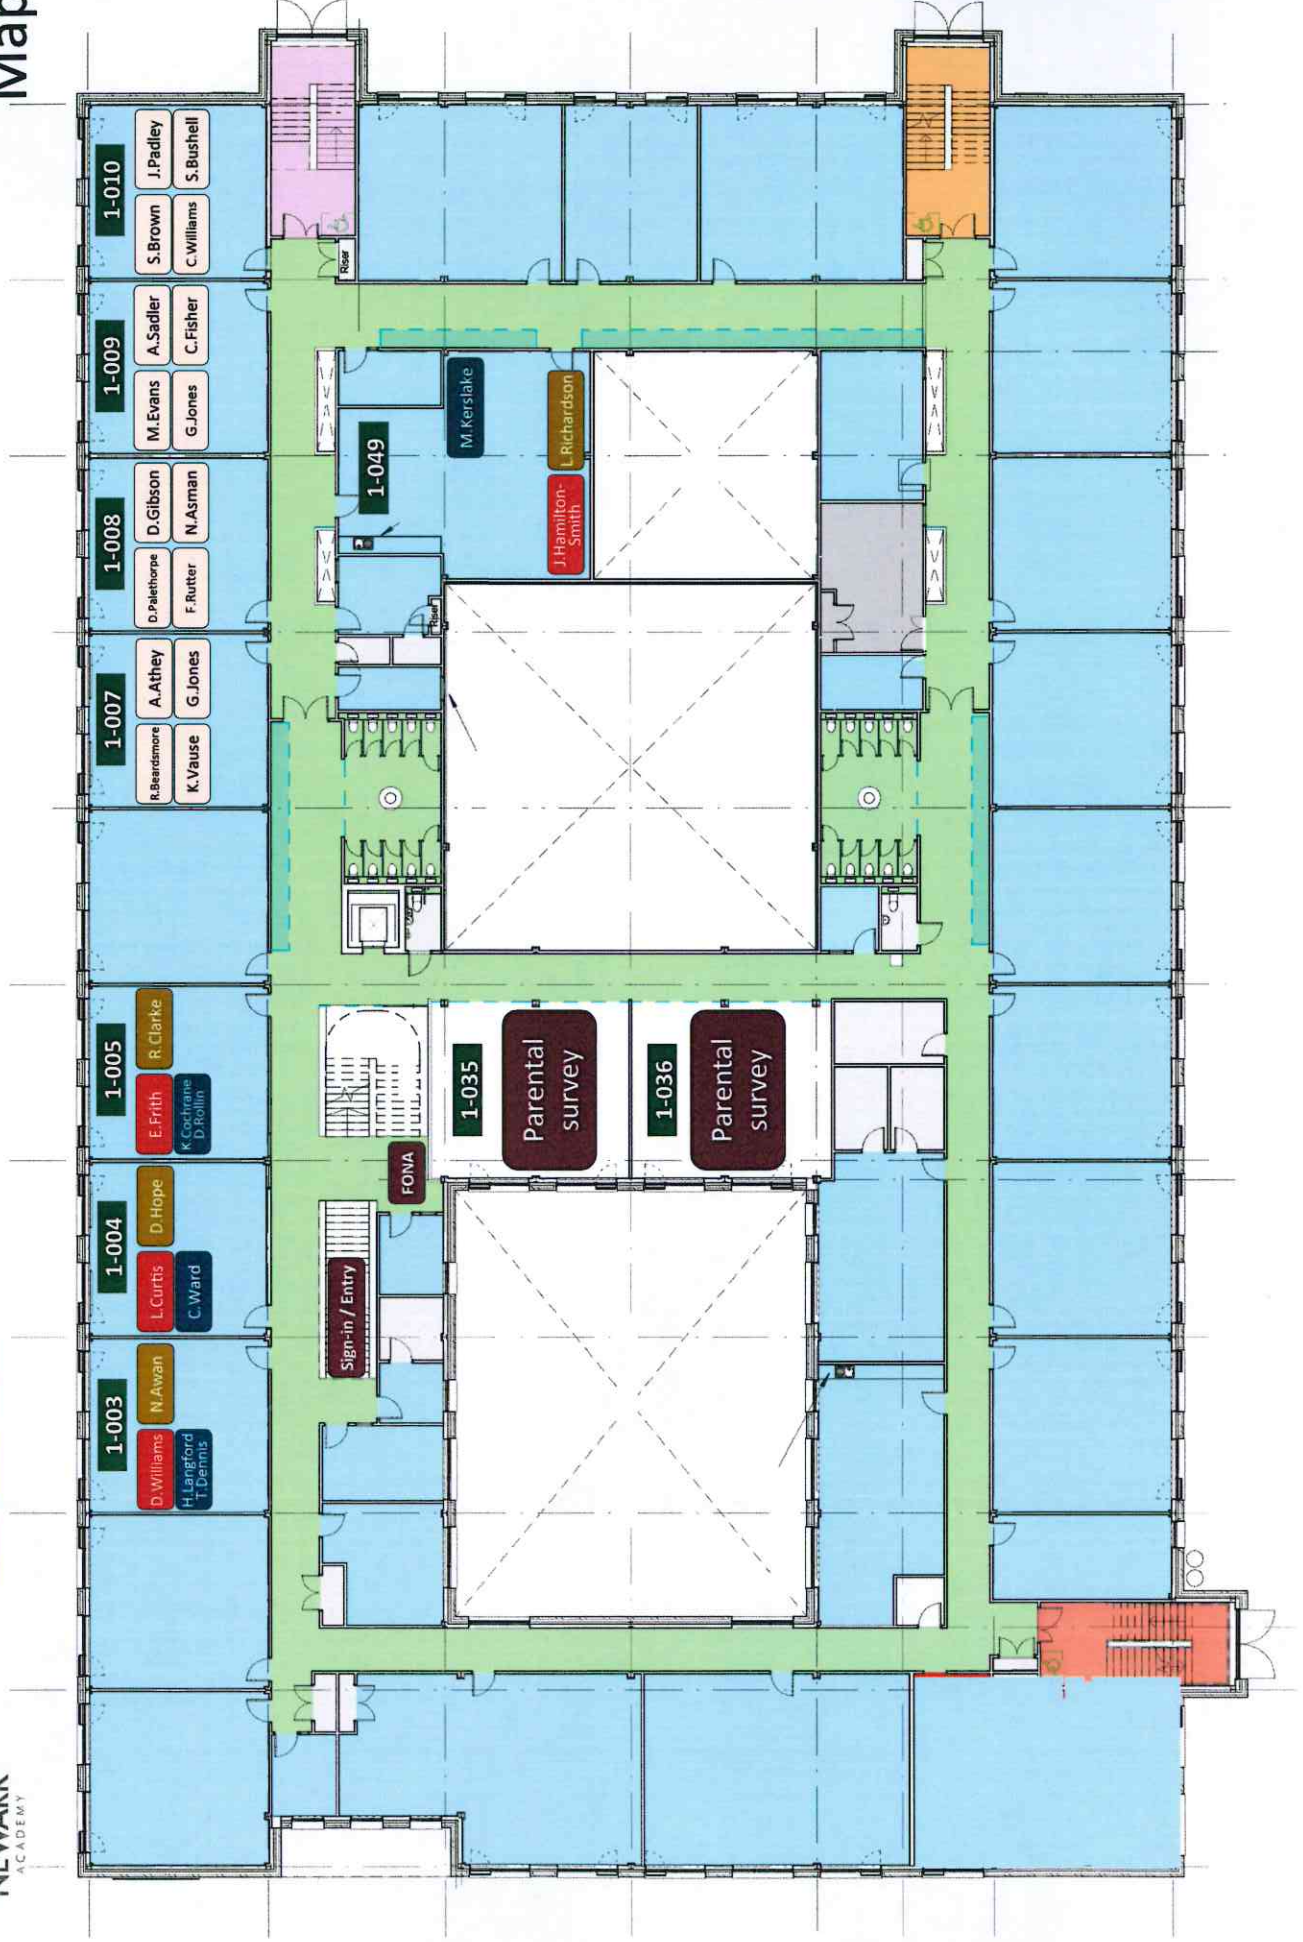 Map
NEWARK
ACADEMY
1-003
D.Williams
N.Awan
H.Langford
T.Dennis
1-004
L.Curtis
D.Hope
C.Ward
1-005
E.Frith
R.Clarke
K.Cochrane
D.Rollin
1-007
R.Beardsmore
A.Athey
K.Vause
G.Jones
1-008
D.Palethorpe
D.Gibson
F.Rutter
N.Asman
1-009
M.Evans
A.Sadler
G.Jones
C.Fisher
1-010
S.Brown
J.Padley
C.Williams
S.Bushell
Riser
Sign-in / Entry
FONA
1-049
M.Kerslake
Riser
J.Hamilton-
Smith
L.Richardson
1-035
Parental
survey
1-036
Parental
survey